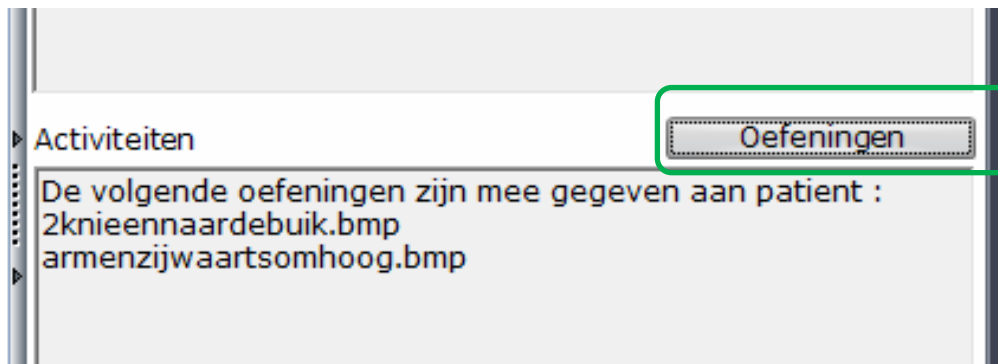 Activiteiten
Oefeningen
De volgende oefeningen zijn mee gegeven aan patient :
2knieennaardebuik.bmp
armenzijwaartsomhoog.bmp